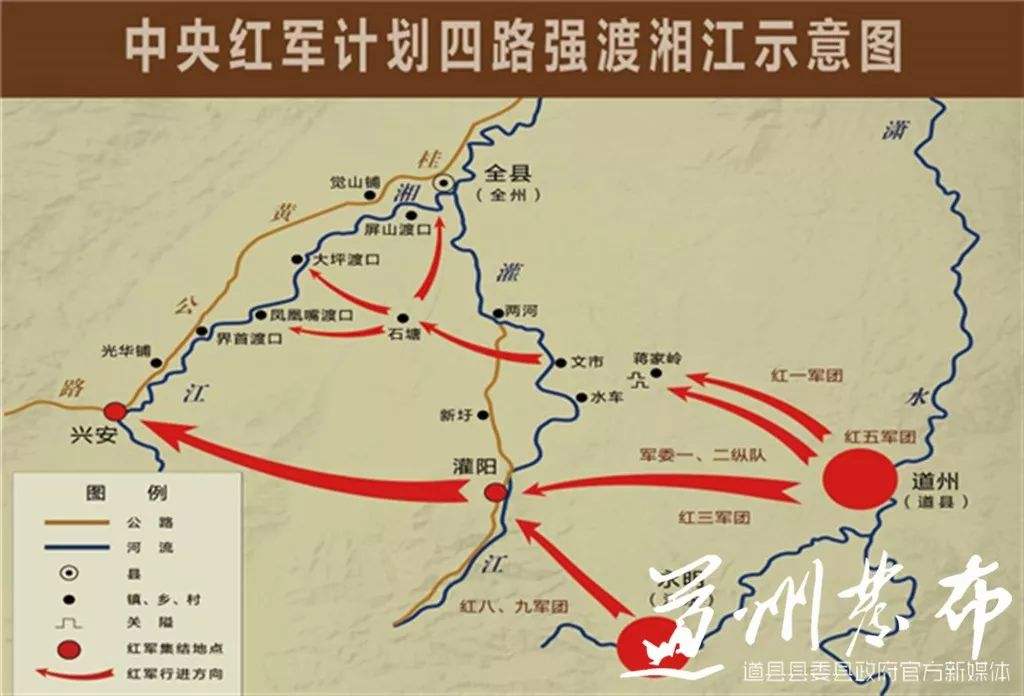 中央红军计划四路强渡湘江示意图
潇
桂
全县
（全州）
觉山铺
湘
黄
屏山渡口
大坪渡口
灌
公
凤凰嘴渡口
两河
石塘
界首渡口
光华铺
文市
蒋家岭
红一军团
路
江
水车
水
新圩
兴安
红五军团
军委一、二纵队
灌阳
道州
（道县）
红三军团
江
永明
红八、九军团
图 例
公 路
河 流
县
镇、乡、村
关 隘
红军集结地点
红军行进方向
道州发布
道县县委县政府官方新媒体